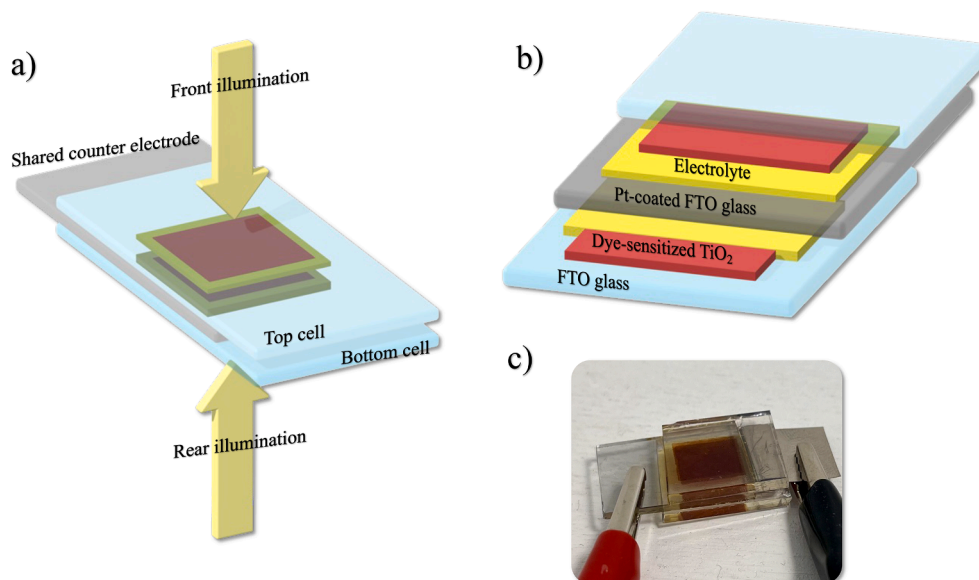 a)
Front illumination
Shared counter electrode
Top cell
Bottom cell
Rear illumination
b)
Electrolyte
Pt-coated FTO glass
Dye-sensitized TiO₂
FTO glass
c)